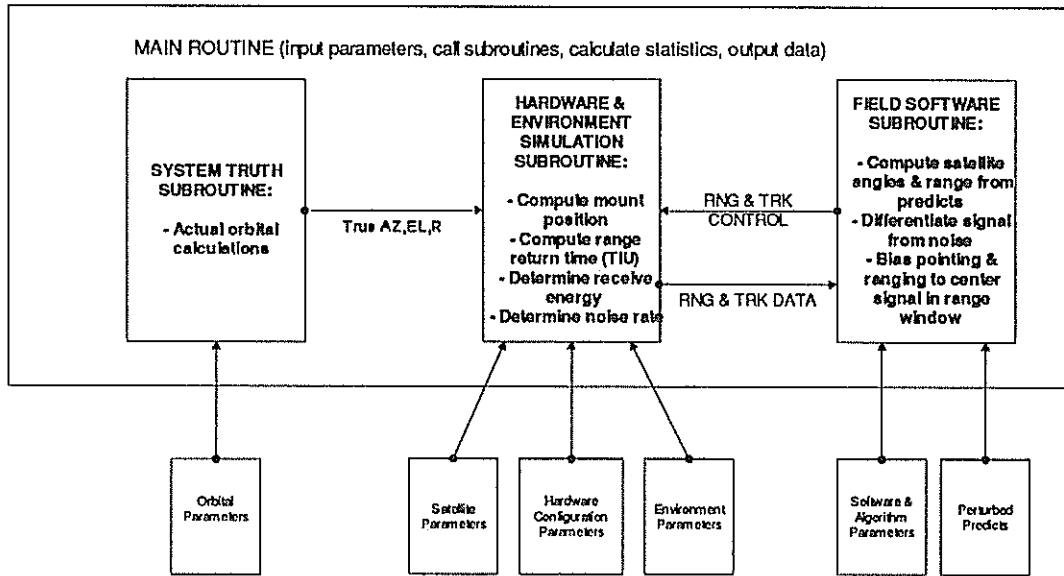 MAIN ROUTINE (input parameters, call subroutines, calculate statistics, output data)
SYSTEM TRUTH
SUBROUTINE:
- Actual orbital
calculations
True AZ,EL,R
HARDWARE &
ENVIRONMENT
SIMULATION
SUBROUTINE:
- Compute mount
position
- Compute range
return time (TIU)
- Determine receive
energy
- Determine noise rate
RNG & TRK
CONTROL
RNG & TRK DATA
FIELD SOFTWARE
SUBROUTINE:
- Compute satellite
angles & range from
predicts
- Differentiate signal
from noise
- Bias pointing &
ranging to center
signal in range
window
Orbital
Parameters
Satellite
Parameters
Hardware
Configuration
Parameters
Environment
Parameters
Software &
Algorithm
Parameters
Perturbed
Predicts